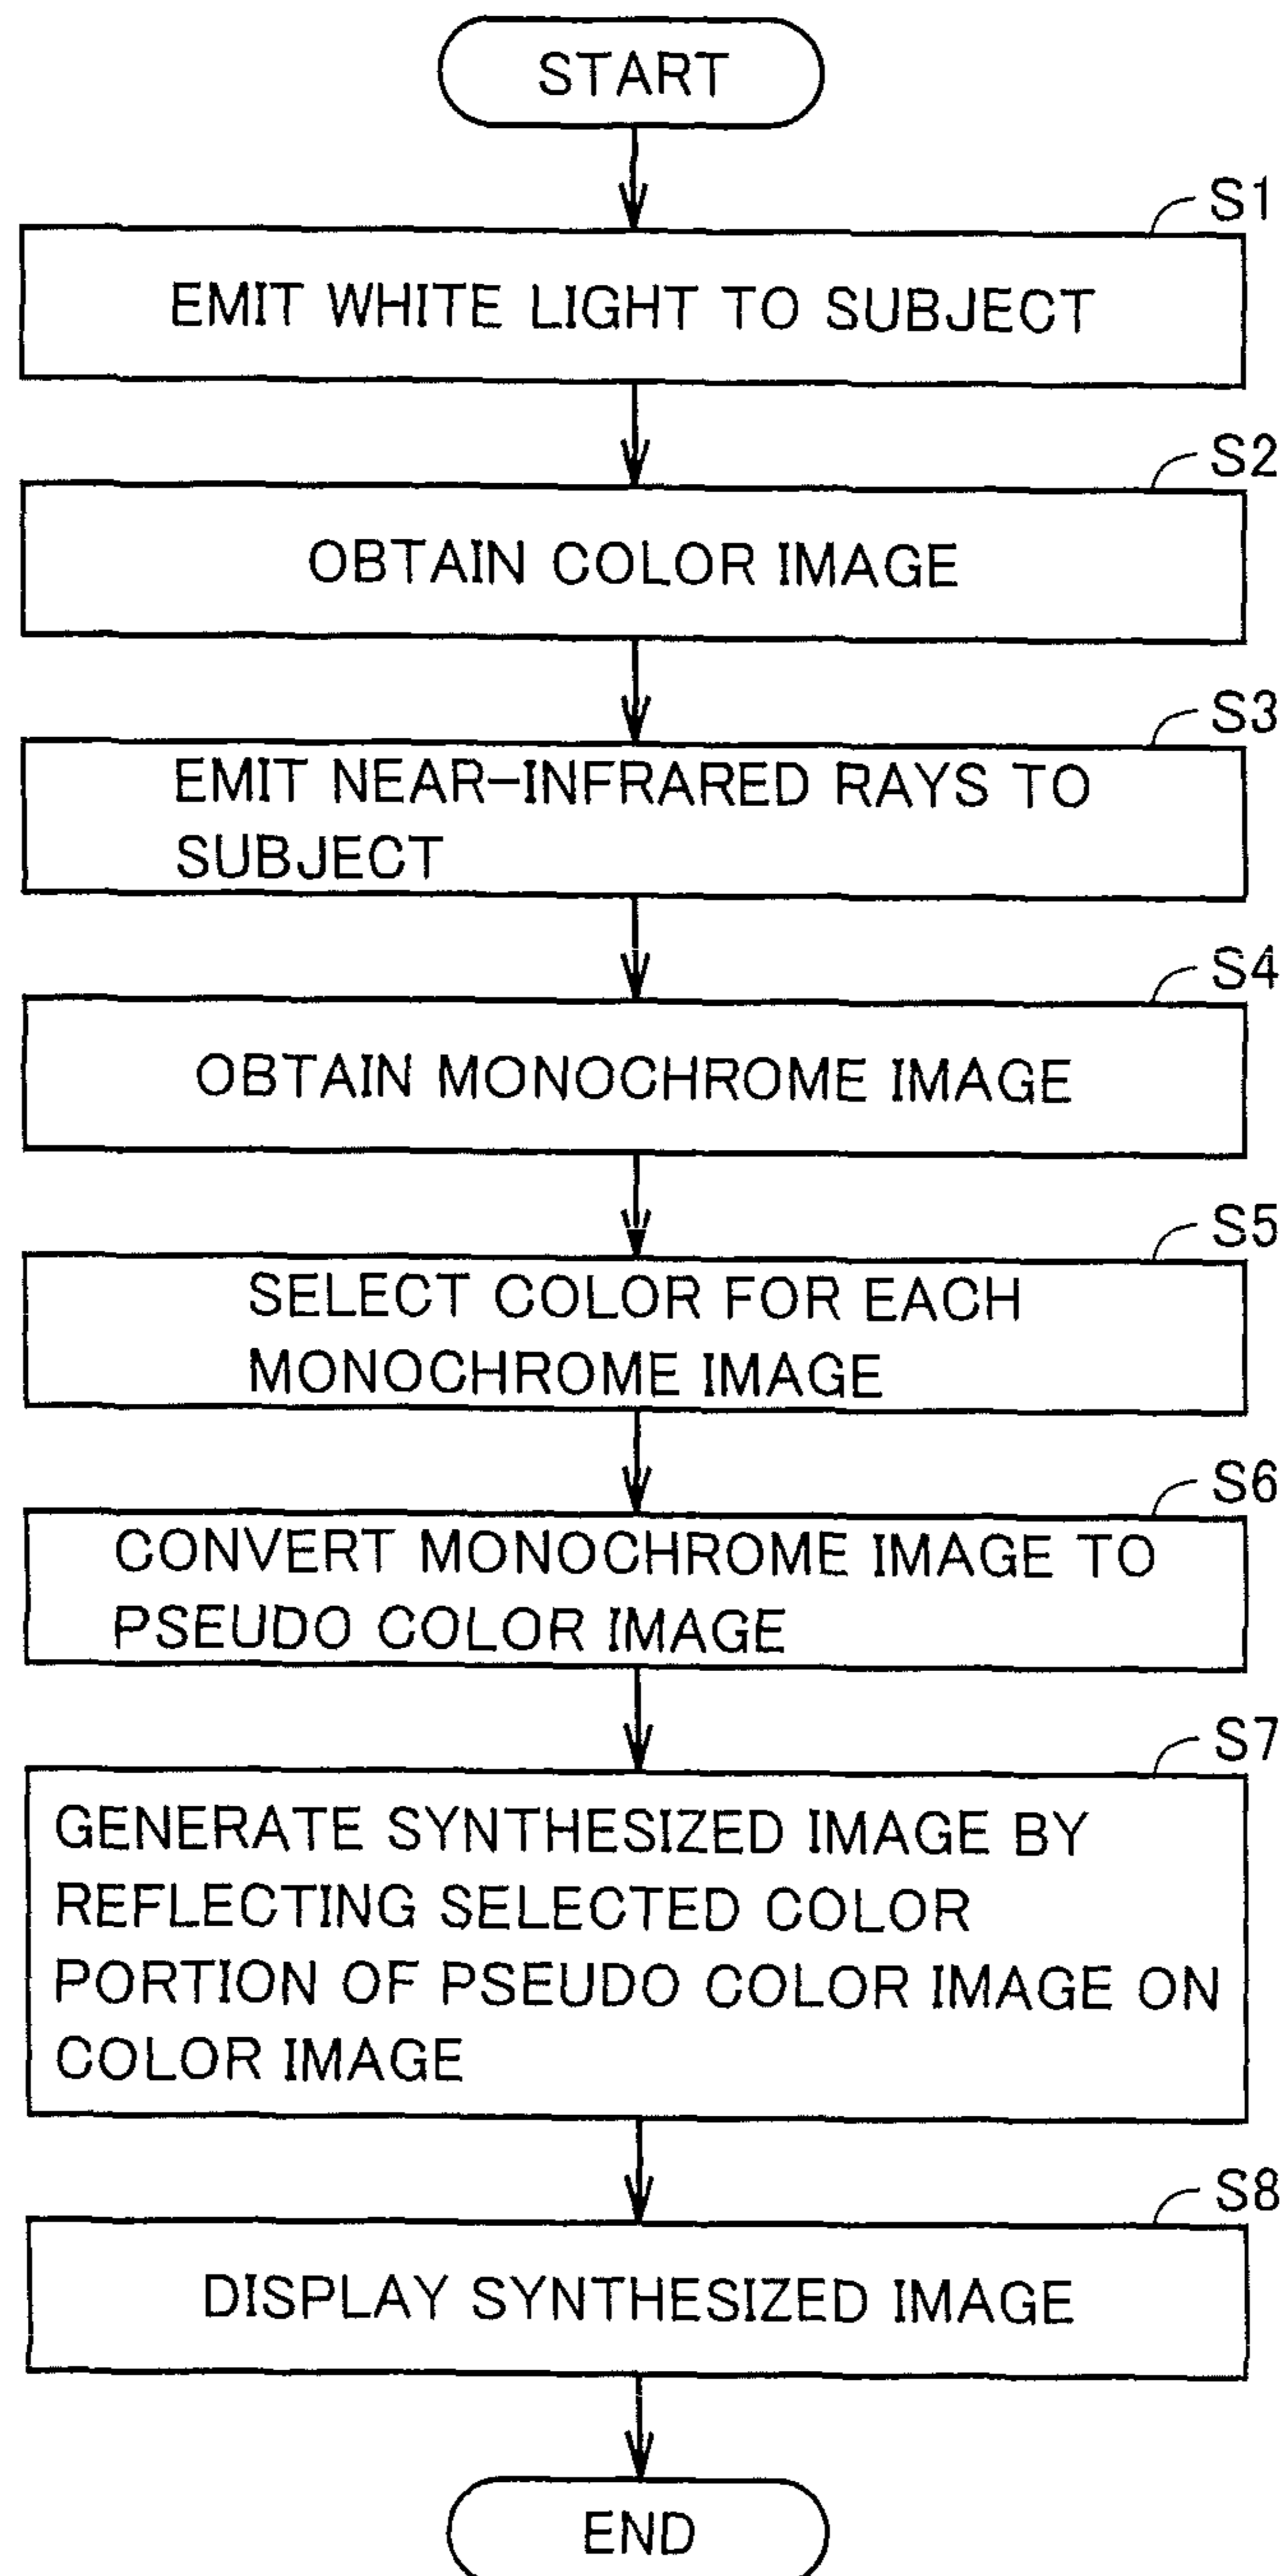 START
S1
EMIT WHITE LIGHT TO SUBJECT
S2
OBTAIN COLOR IMAGE
S3
EMIT NEAR-INFRARED RAYS TO
SUBJECT
S4
OBTAIN MONOCHROME IMAGE
S5
SELECT COLOR FOR EACH
MONOCHROME IMAGE
S6
CONVERT MONOCHROME IMAGE TO
PSEUDO COLOR IMAGE
S7
GENERATE SYNTHESIZED IMAGE BY
REFLECTING SELECTED COLOR
PORTION OF PSEUDO COLOR IMAGE ON
COLOR IMAGE
S8
DISPLAY SYNTHESIZED IMAGE
END